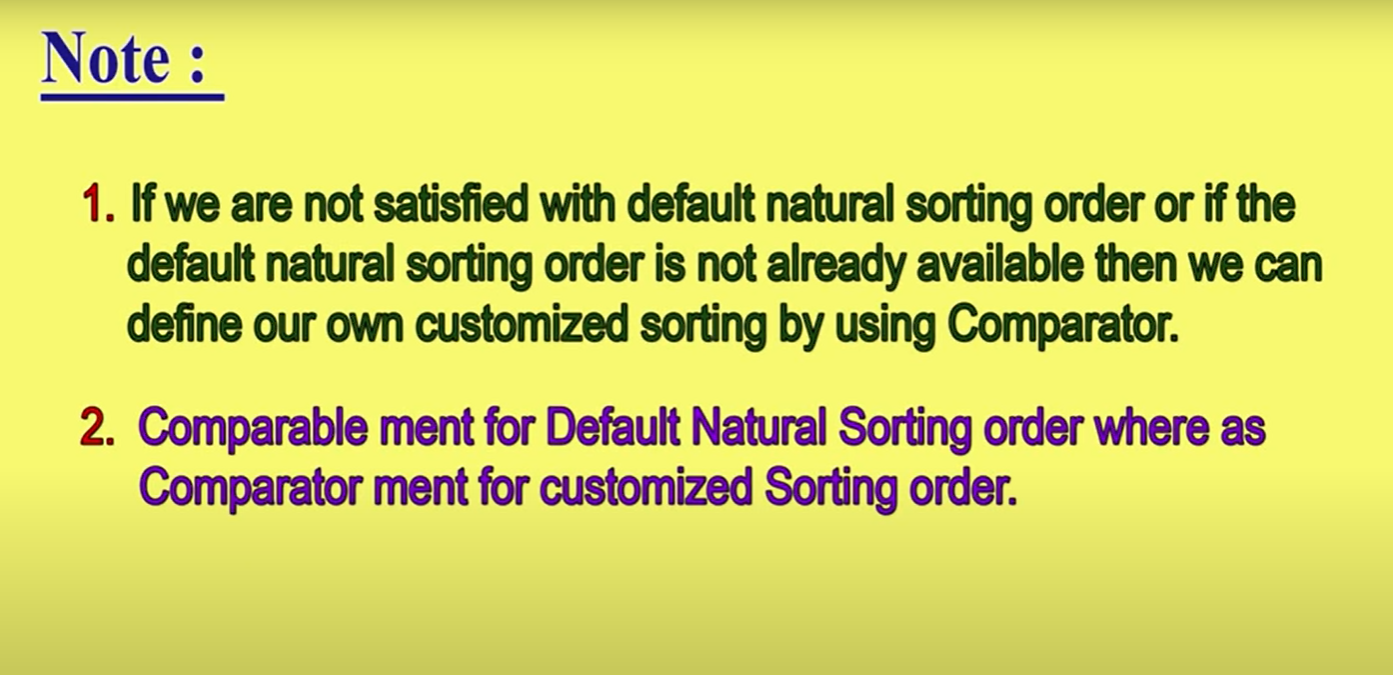 Note :
1. If we are not satisfied with default natural sorting order or if the
default natural sorting order is not already available then we can
define our own customized sorting by using Comparator.
2. Comparable ment for Default Natural Sorting order where as
Comparator ment for customized Sorting order.